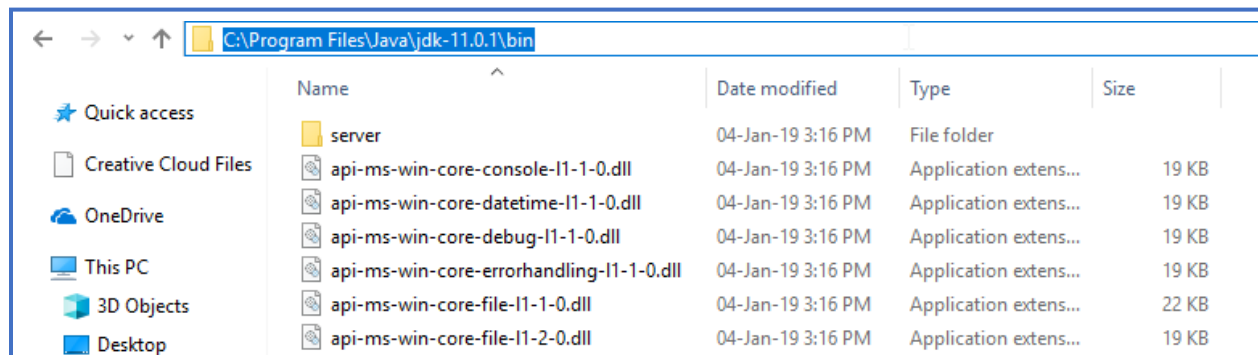 C:\Program Files\Java\jdk-11.0.1\bin
Name Date modified Type Size
Quick access
server 04-Jan-19 3:16 PM File folder
Creative Cloud Files
api-ms-win-core-console-l1-1-0.dll 04-Jan-19 3:16 PM Application extens... 19 KB
api-ms-win-core-datetime-l1-1-0.dll 04-Jan-19 3:16 PM Application extens... 19 KB
OneDrive
api-ms-win-core-debug-l1-1-0.dll 04-Jan-19 3:16 PM Application extens... 19 KB
This PC
api-ms-win-core-errorhandling-l1-1-0.dll 04-Jan-19 3:16 PM Application extens... 19 KB
3D Objects
api-ms-win-core-file-l1-1-0.dll 04-Jan-19 3:16 PM Application extens... 22 KB
Desktop
api-ms-win-core-file-l1-2-0.dll 04-Jan-19 3:16 PM Application extens... 19 KB